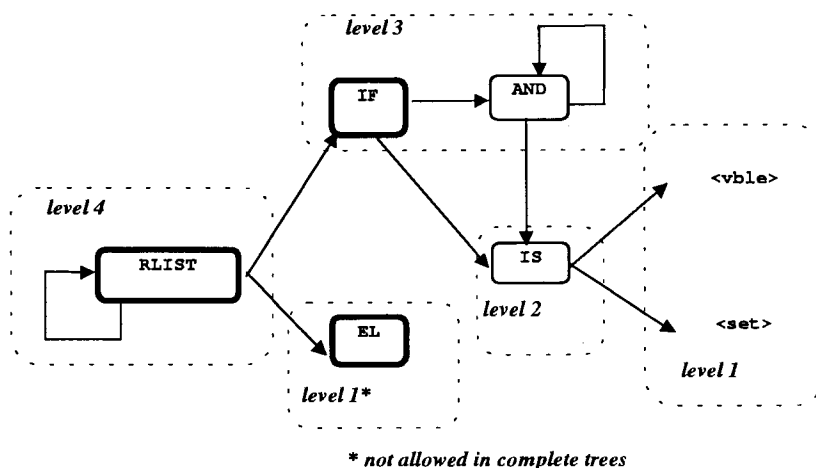 level 3
IF
AND
<vble>
level 4
RLIST
IS
level 2
EL
<set>
level 1
level 1*
* not allowed in complete trees